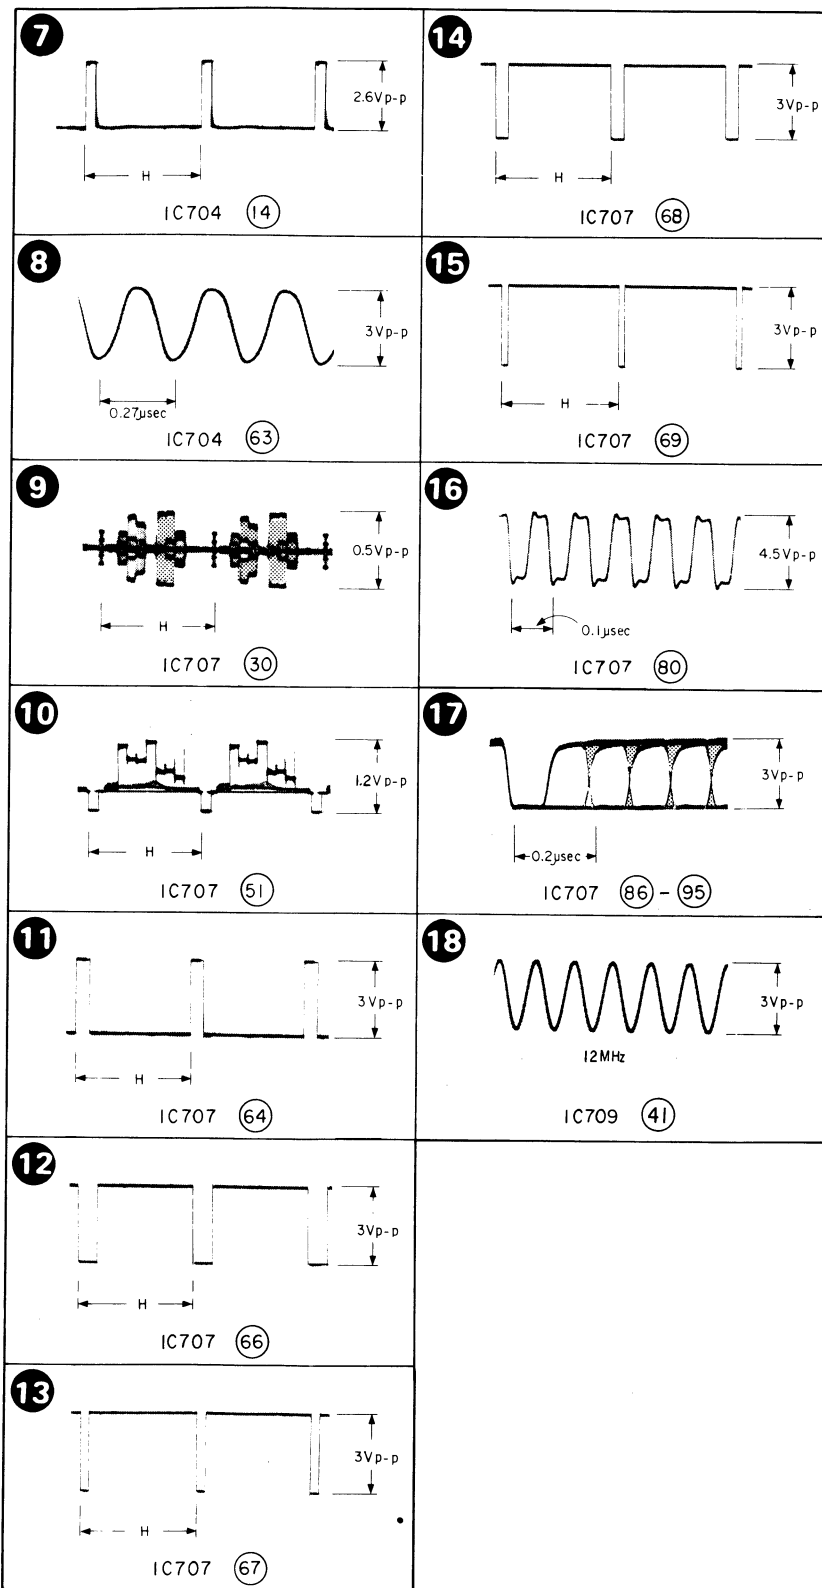 7
2.6Vp-p
H
IC704 14
8
3Vp-p
0.27µsec
IC704 63
9
0.5Vp-p
H
IC707 30
10
1.2Vp-p
H
IC707 51
11
3Vp-p
H
IC707 64
12
3Vp-p
H
IC707 66
13
3Vp-p
H
IC707 67
14
3Vp-p
H
IC707 68
15
3Vp-p
H
IC707 69
16
4.5Vp-p
0.1µsec
IC707 80
17
3Vp-p
0.2µsec
IC707 86 - 95
18
3Vp-p
12MHz
IC709 41